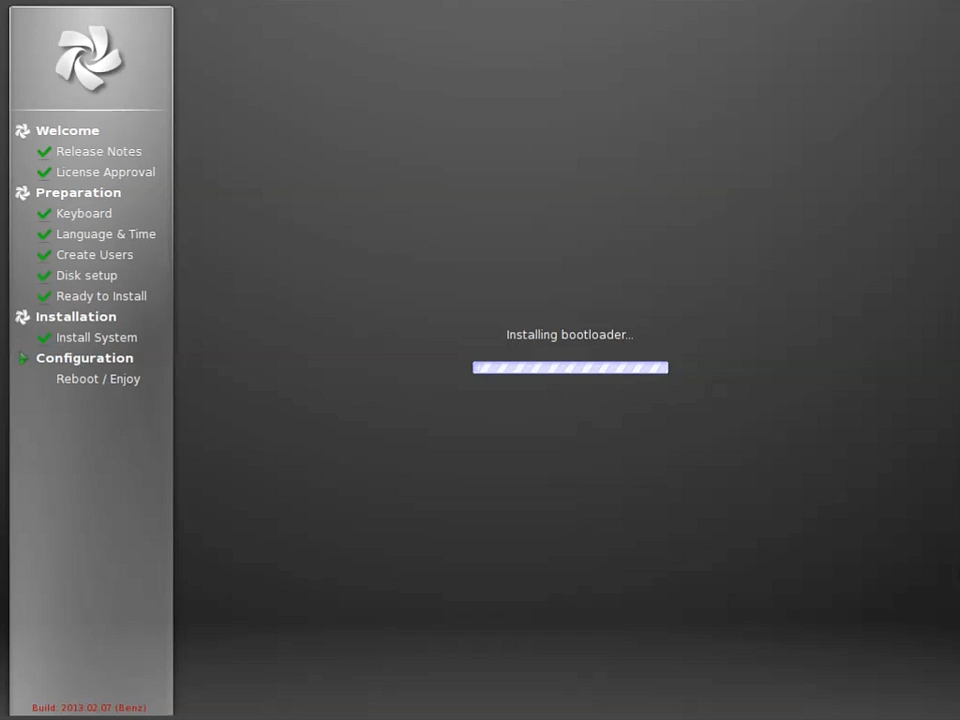 Welcome
Release Notes
License Approval
Preparation
Keyboard
Language & Time
Create Users
Disk setup
Ready to Install
Installation
Install System
Configuration
Reboot / Enjoy
Installing bootloader...
Build: 2013.02.07 (Benz)